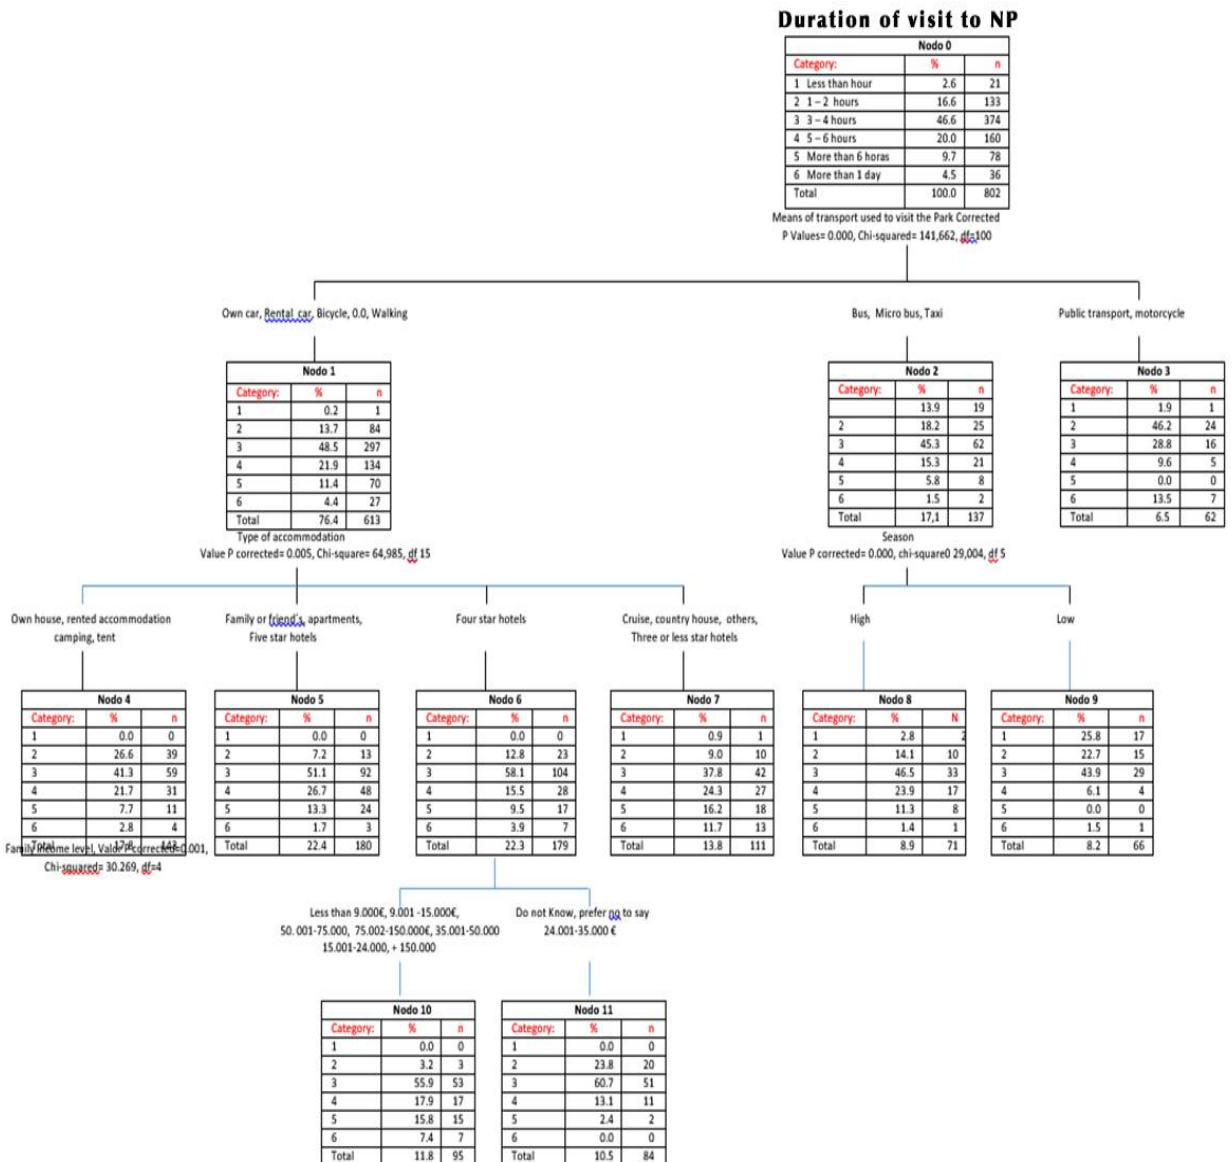 Duration of visit to NP
Nodo 0
Category: % n
1 Less than hour 2.6 21
2 1 – 2 hours 16.6 133
3 3 – 4 hours 46.6 374
4 5 – 6 hours 20.0 160
5 More than 6 horas 9.7 78
6 More than 1 day 4.5 36
Total 100.0 802
Means of transport used to visit the Park Corrected
P Values= 0.000, Chi-squared= 141,662, df=100
Own car, Rental car, Bicycle, 0.0, Walking
Bus, Micro bus, Taxi
Public transport, motorcycle
Nodo 1
Category: % n
1 0.2 1
2 13.7 84
3 48.5 297
4 21.9 134
5 11.4 70
6 4.4 27
Total 76.4 613
Type of accommodation
Value P corrected= 0.005, Chi-square= 64,985, df 15
Nodo 2
Category: % n
13.9 19
2 18.2 25
3 45.3 62
4 15.3 21
5 5.8 8
6 1.5 2
Total 17,1 137
Season
Value P corrected= 0.000, chi-square0 29,004, df 5
Nodo 3
Category: % n
1 1.9 1
2 46.2 24
3 28.8 16
4 9.6 5
5 0.0 0
6 13.5 7
Total 6.5 62
Own house, rented accommodation
camping, tent
Family or friend's, apartments,
Five star hotels
Four star hotels
Cruise, country house, others,
Three or less star hotels
High
Low
Nodo 4
Category: % n
1 0.0 0
2 26.6 39
3 41.3 59
4 21.7 31
5 7.7 11
6 2.8 4
Total 17.8 143
Family Income level, Value P corrected=0.001,
Chi-squared= 30.269, df=4
Nodo 5
Category: % n
1 0.0 0
2 7.2 13
3 51.1 92
4 26.7 48
5 13.3 24
6 1.7 3
Total 22.4 180
Nodo 6
Category: % n
1 0.0 0
2 12.8 23
3 58.1 104
4 15.5 28
5 9.5 17
6 3.9 7
Total 22.3 179
Nodo 7
Category: % n
1 0.9 1
2 9.0 10
3 37.8 42
4 24.3 27
5 16.2 18
6 11.7 13
Total 13.8 111
Nodo 8
Category: % N
1 2.8 2
2 14.1 10
3 46.5 33
4 23.9 17
5 11.3 8
6 1.4 1
Total 8.9 71
Nodo 9
Category: % n
1 25.8 17
2 22.7 15
3 43.9 29
4 6.1 4
5 0.0 0
6 1.5 1
Total 8.2 66
Less than 9.000€, 9.001 -15.000€,
50. 001-75.000, 75.002-150.000€, 35.001-50.000
15.001-24.000, + 150.000
Do not Know, prefer no to say
24.001-35.000 €
Nodo 10
Category: % n
1 0.0 0
2 3.2 3
3 55.9 53
4 17.9 17
5 15.8 15
6 7.4 7
Total 11.8 95
Nodo 11
Category: % n
1 0.0 0
2 23.8 20
3 60.7 51
4 13.1 11
5 2.4 2
6 0.0 0
Total 10.5 84